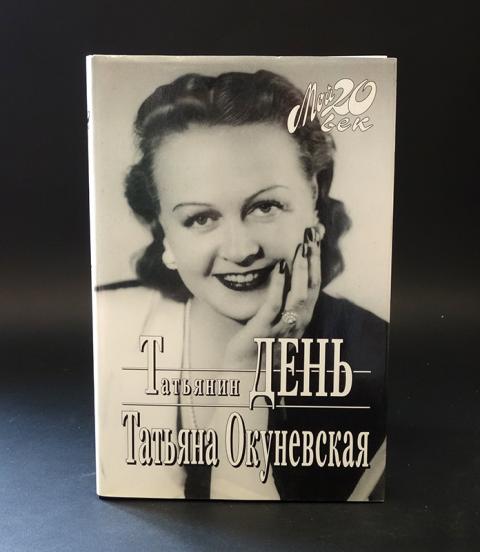 Мой 20
век
Татьянин ДЕНЬ
Татьяна Окуневская